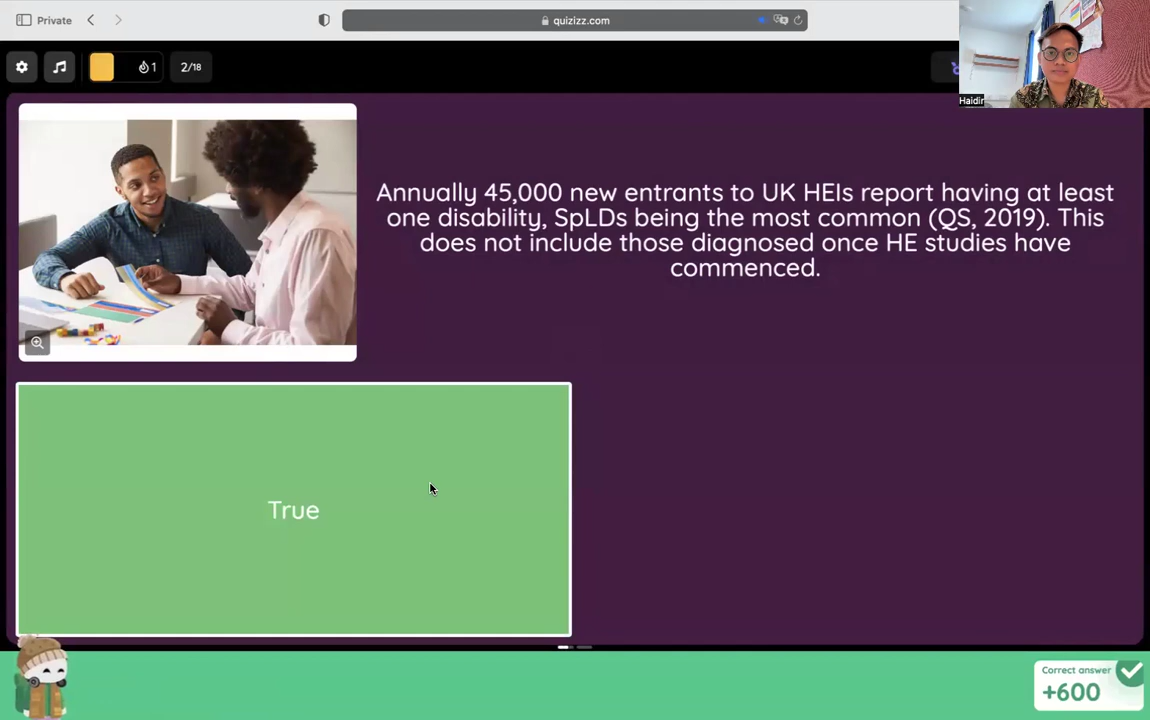 Private
quizizz.com
1
2/18
Haidir
Annually 45,000 new entrants to UK HEIs report having at least
one disability, SpLDs being the most common (QS, 2019). This
does not include those diagnosed once HE studies have
commenced.
True
Correct answer
+600